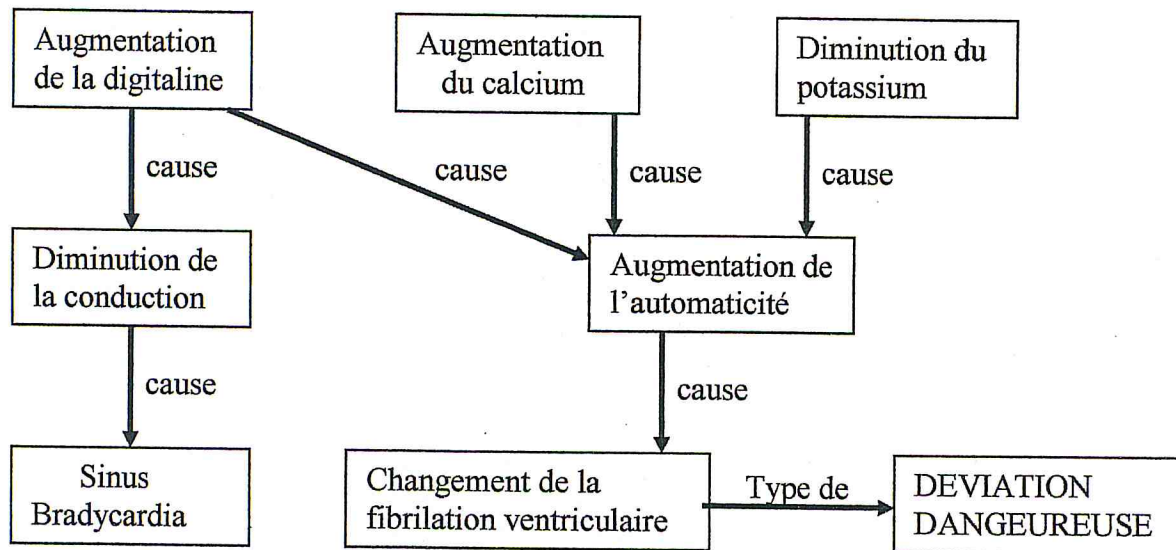 Augmentation
de la digitaline
Augmentation
du calcium
Diminution du
potassium
cause
cause
cause
cause
Diminution de
la conduction
Augmentation de
l'automaticité
cause
cause
Sinus
Bradycardia
Changement de la
fibrilation ventriculaire
Type de
DEVIATION
DANGEUREUSE